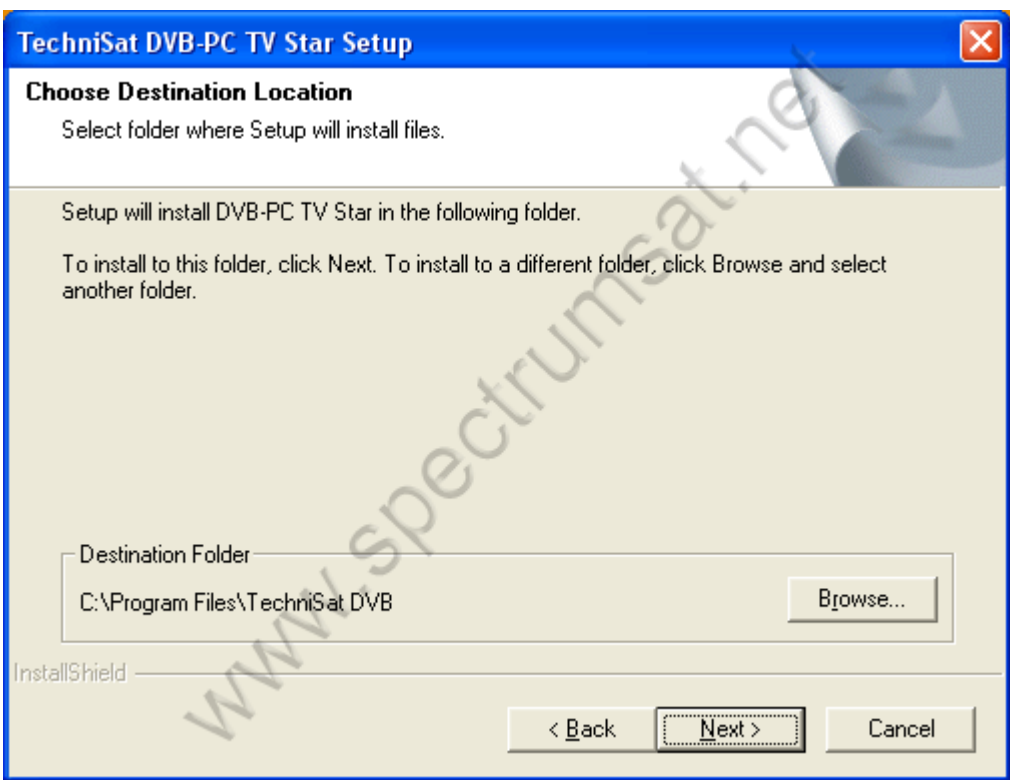 TechniSat DVB-PC TV Star Setup
Choose Destination Location
Select folder where Setup will install files.
Setup will install DVB-PC TV Star in the following folder.
To install to this folder, click Next. To install to a different folder, click Browse and select
another folder.
www.spectrumsat.net
Destination Folder
C:\Program Files\TechniSat DVB
Browse...
InstallShield
< Back
Next >
Cancel